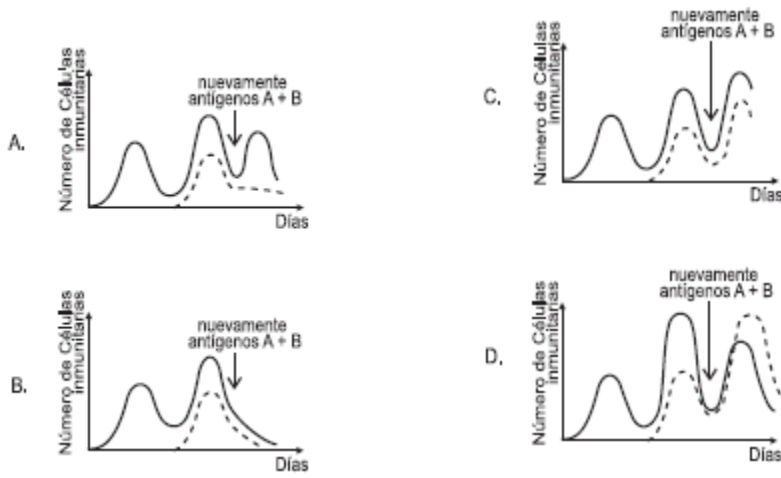 A.
Número de Células
inmunitarias
nuevamente
antígenos A + B
Días
B.
Número de Células
inmunitarias
nuevamente
antígenos A + B
Días
C.
Número de Células
inmunitarias
nuevamente
antígenos A + B
Días
D.
Número de Células
inmunitarias
nuevamente
antígenos A + B
Días